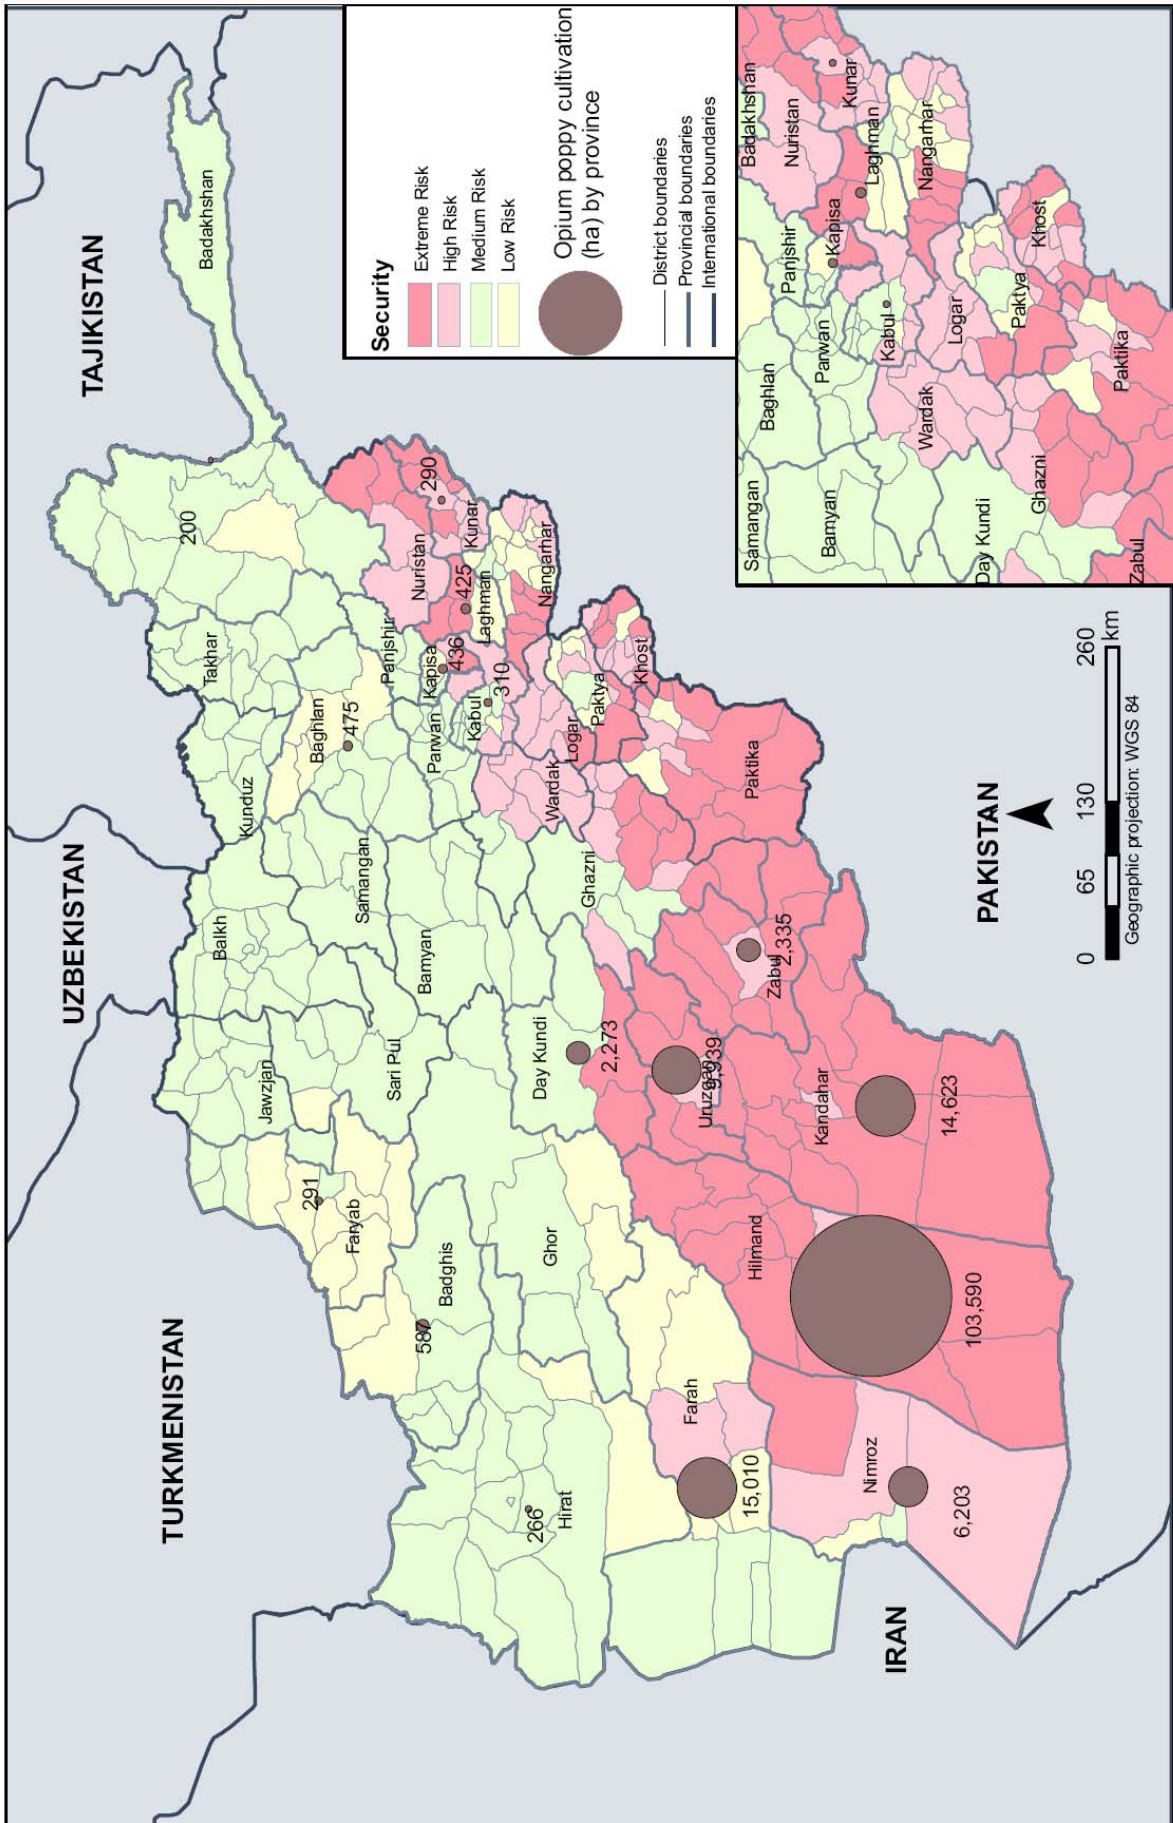 TAJIKISTAN
UZBEKISTAN
TURKMENISTAN
Badakhshan
200
Takhar
Kunduz
Balkh
Jawzjan
291
Faryab
Baghlan
475
Samangan
Sari Pul
587
Badghis
Panjshir
Nuristan
290
Kunar
425
Laghman
Kapisa
436
Parwan
Kabul
310
Nangarhar
Bamyan
Wardak
Logar
Paktya
Khost
266
Hirat
Ghor
Day Kundi
2,273
Ghazni
Paktika
Uruzgan
9,939
Zabul
2,335
Farah
15,010
Hilmand
103,590
Kandahar
14,623
Nimroz
6,203
IRAN
PAKISTAN
0 65 130 260
km
Geographic projection: WGS 84
Security
Extreme Risk
High Risk
Medium Risk
Low Risk
Opium poppy cultivation
(ha) by province
District boundaries
Provincial boundaries
International boundaries
Samangan
Baghlan
Panjshir
Badakhshan
Nuristan
Bamyan
Parwan
Kapisa
Kunar
Laghman
Kabul
Nangarhar
Wardak
Logar
Day Kundi
Ghazni
Paktya
Khost
Paktika
Zabul